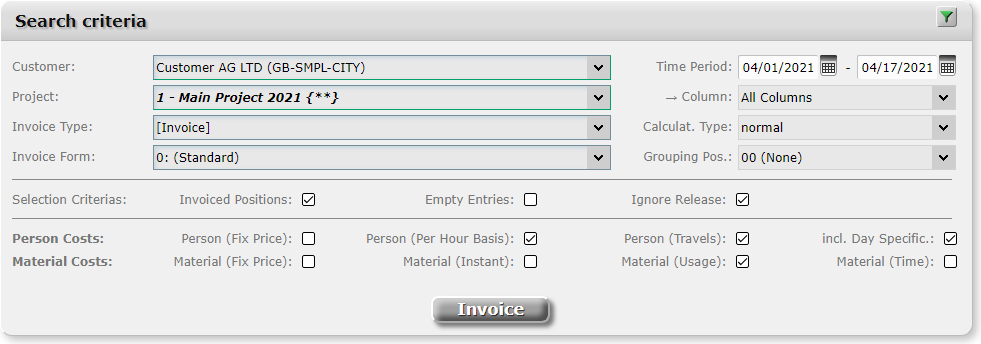 Search criteria
Customer: Customer AG LTD (GB-SMPL-CITY) Time Period: 04/01/2021 - 04/17/2021
Project: 1 - Main Project 2021 {**} → Column: All Columns
Invoice Type: [Invoice] Calculat. Type: normal
Invoice Form: 0: (Standard) Grouping Pos.: 00 (None)
Selection Criterias: Invoiced Positions: Empty Entries: Ignore Release:
Person Costs: Person (Fix Price): Person (Per Hour Basis): Person (Travels): incl. Day Specific.:
Material Costs: Material (Fix Price): Material (Instant): Material (Usage): Material (Time):
Invoice